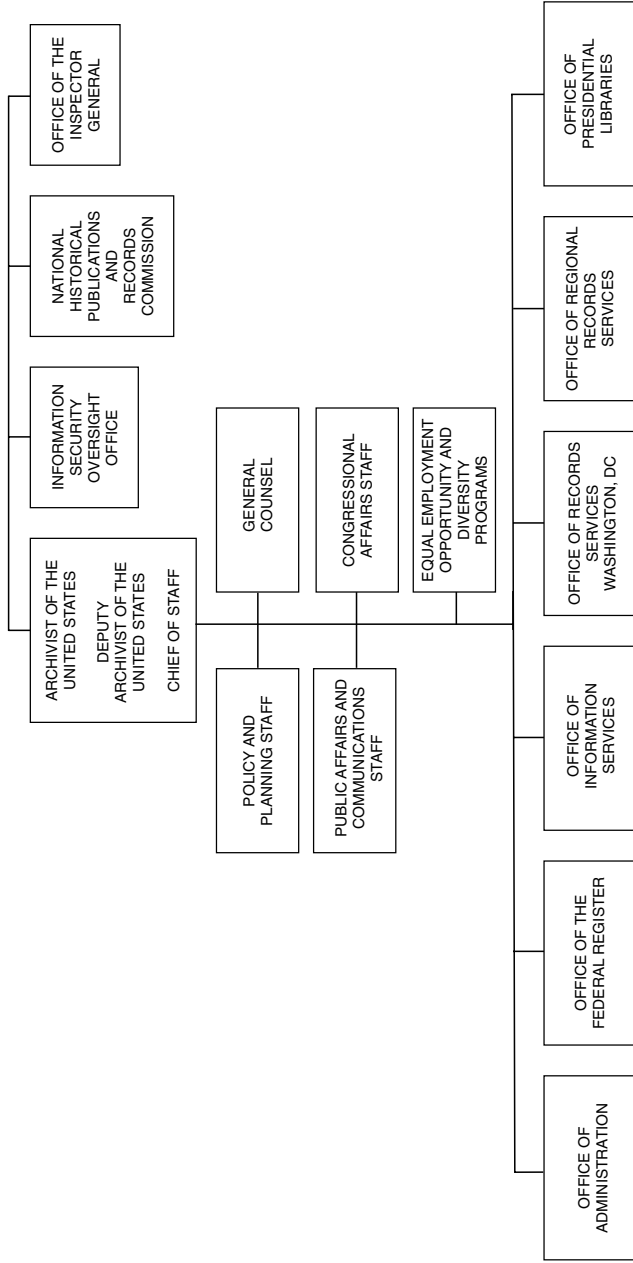 ARCHIVIST OF THE
UNITED STATES
DEPUTY
ARCHIVIST OF THE
UNITED STATES
CHIEF OF STAFF
INFORMATION
SECURITY
OVERSIGHT
OFFICE
NATIONAL
HISTORICAL
PUBLICATIONS
AND
RECORDS
COMMISSION
OFFICE OF THE
INSPECTOR
GENERAL
POLICY AND
PLANNING STAFF
GENERAL
COUNSEL
PUBLIC AFFAIRS AND
COMMUNICATIONS
STAFF
CONGRESSIONAL
AFFAIRS STAFF
EQUAL EMPLOYMENT
OPPORTUNITY AND
DIVERSITY
PROGRAMS
OFFICE OF
ADMINISTRATION
OFFICE OF THE
FEDERAL REGISTER
OFFICE OF
INFORMATION
SERVICES
OFFICE OF RECORDS
SERVICES
WASHINGTON, DC
OFFICE OF REGIONAL
RECORDS
SERVICES
OFFICE OF
PRESIDENTIAL
LIBRARIES